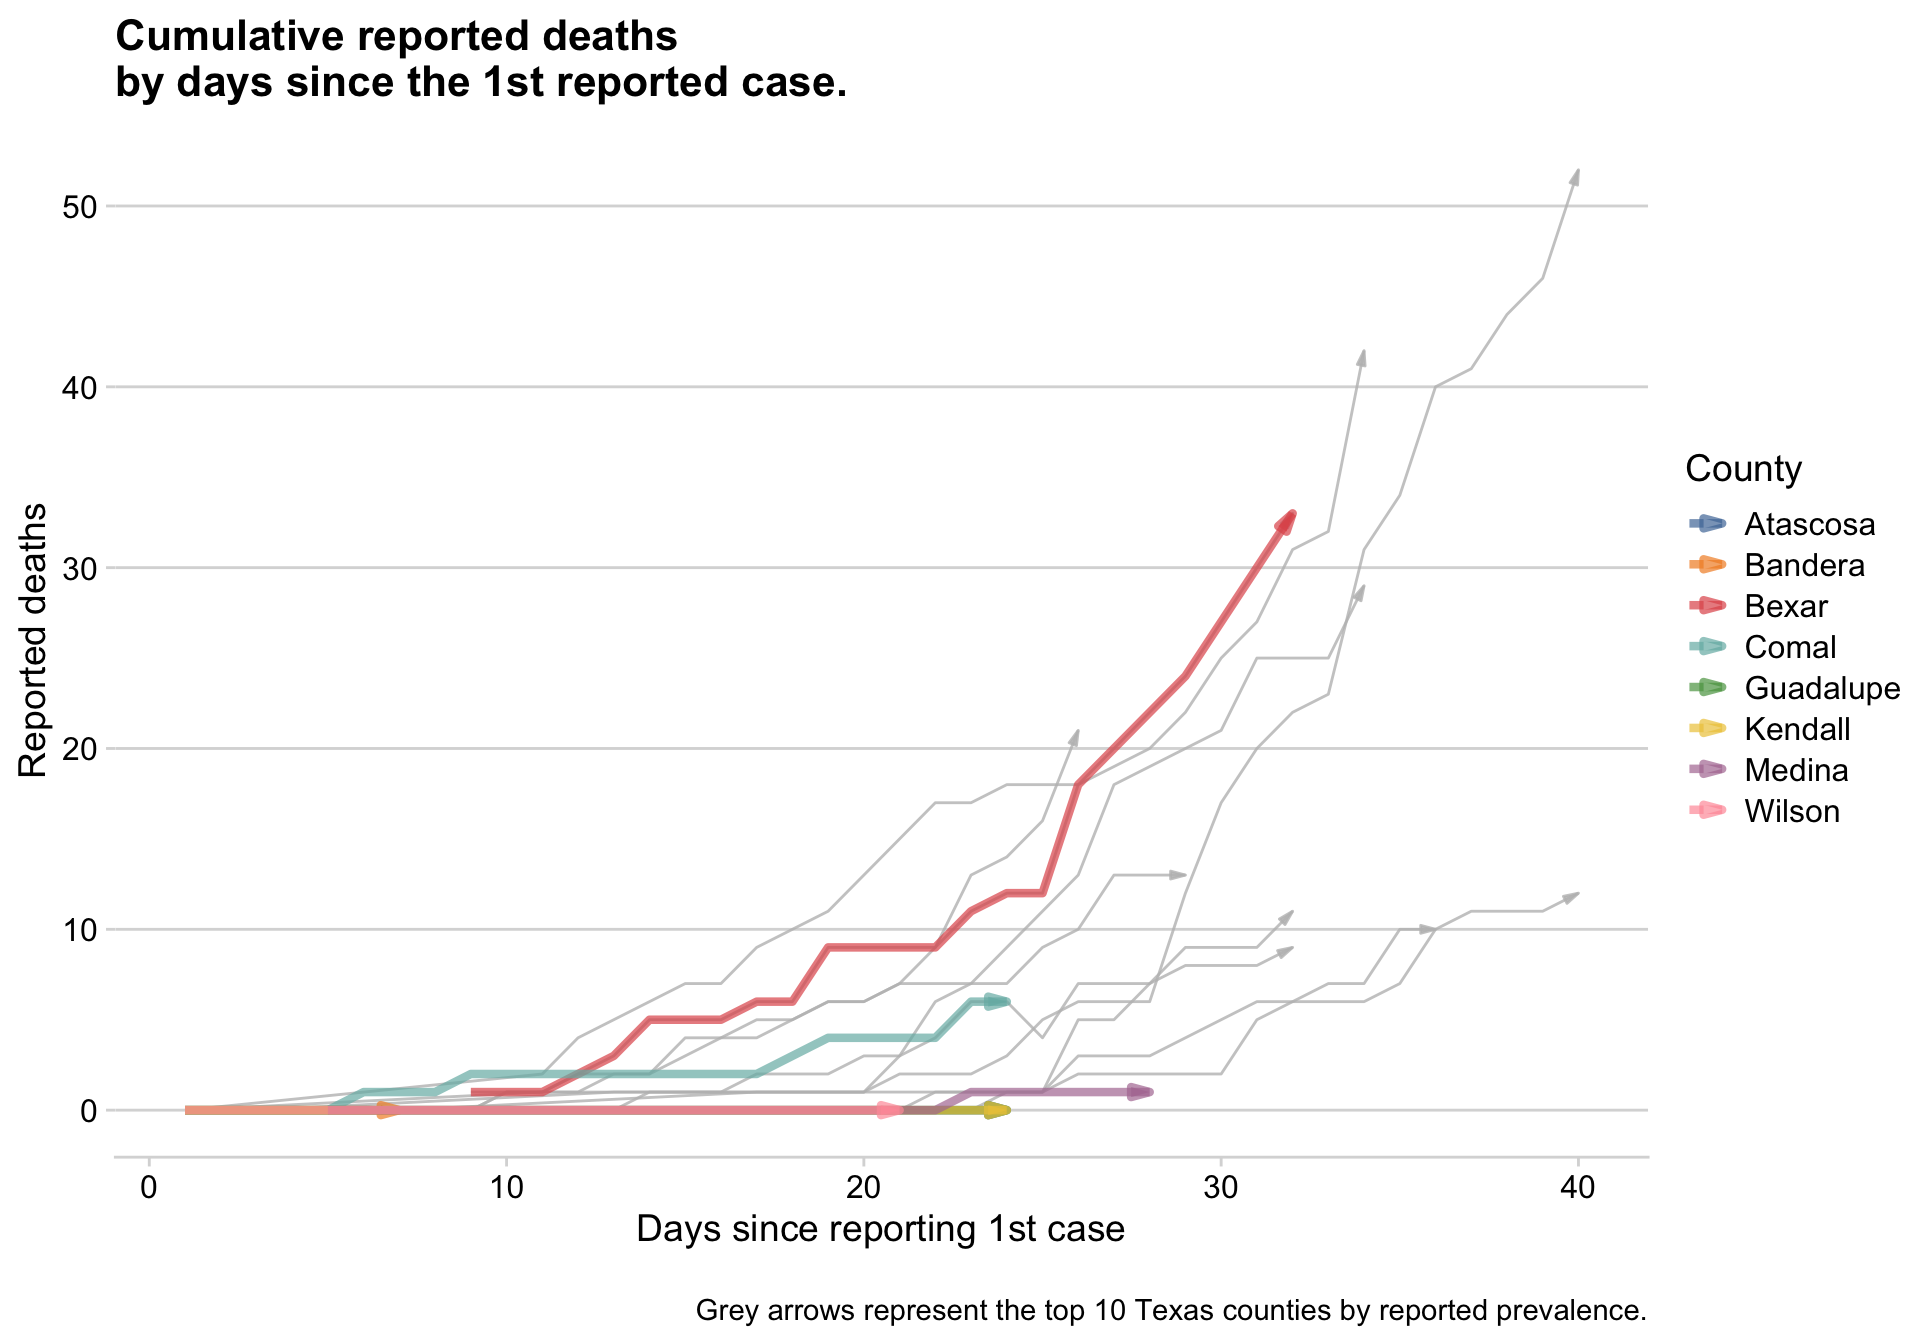 Cumulative reported deaths
by days since the 1st reported case.
Reported deaths
50
40
30
20
10
0
0 10 20 30 40
Days since reporting 1st case
County
Atascosa
Bandera
Bexar
Comal
Guadalupe
Kendall
Medina
Wilson
Grey arrows represent the top 10 Texas counties by reported prevalence.